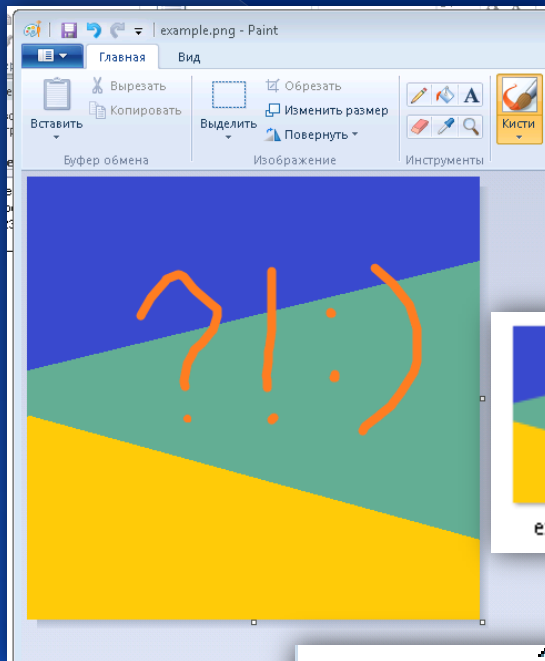 example.png - Paint
Главная Вид
Вырезать
Копировать
Вставить
Буфер обмена
Обрезать
Изменить размер
Повернуть
Выделить
Изображение
A
Инструменты
Кисти
?!:)